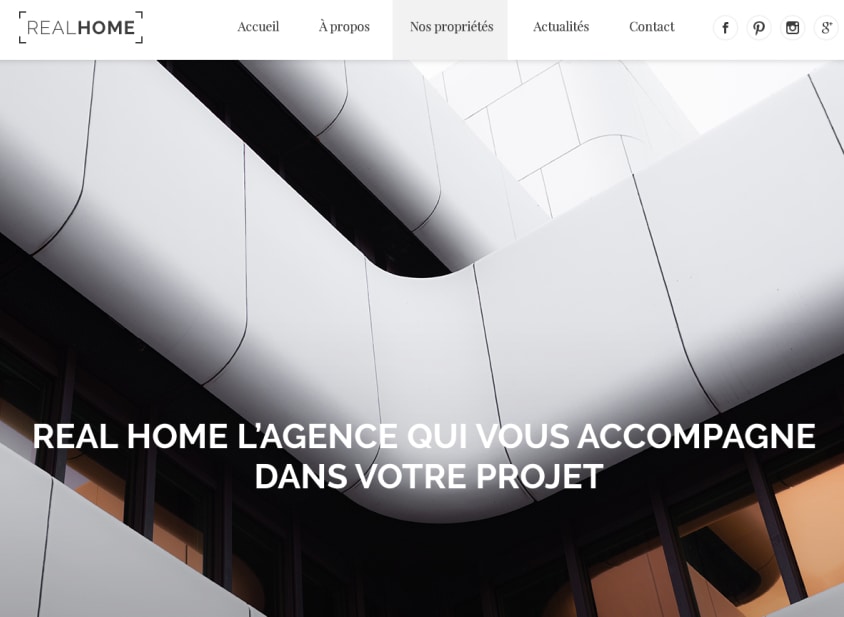 REALHOME
Accueil À propos Nos propriétés Actualités Contact
REAL HOME L’AGENCE QUI VOUS ACCOMPAGNE
DANS VOTRE PROJET